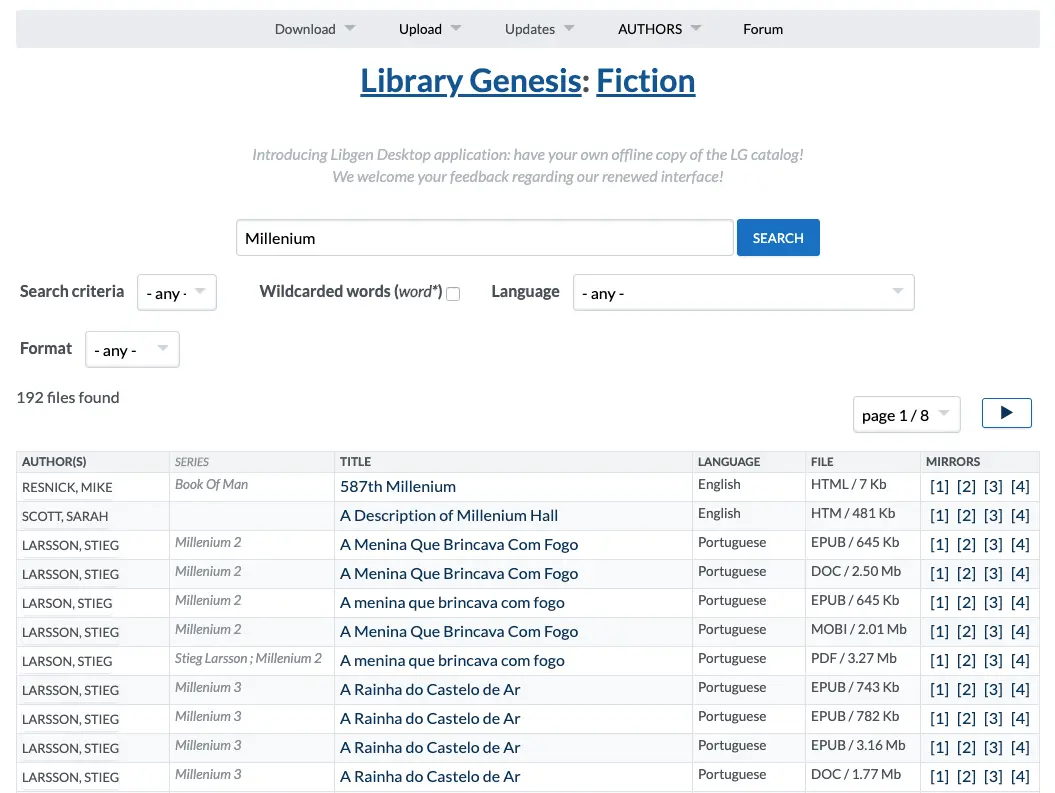 Download Upload Updates AUTHORS Forum
Library Genesis: Fiction
Introducing Libgen Desktop application: have your own offline copy of the LG catalog!
We welcome your feedback regarding our renewed interface!
Millenium SEARCH
Search criteria - any - Wildcarded words (word*) Language - any -
Format - any -
192 files found
page 1 / 8
AUTHOR(S) SERIES TITLE LANGUAGE FILE MIRRORS
RESNICK, MIKE Book Of Man 587th Millenium English HTML / 7 Kb [1] [2] [3] [4]
SCOTT, SARAH A Description of Millenium Hall English HTM / 481 Kb [1] [2] [3] [4]
LARSSON, STIEG Millenium 2 A Menina Que Brincava Com Fogo Portuguese EPUB / 645 Kb [1] [2] [3] [4]
LARSSON, STIEG Millenium 2 A Menina Que Brincava Com Fogo Portuguese DOC / 2.50 Mb [1] [2] [3] [4]
LARSON, STIEG Millenium 2 A menina que brincava com fogo Portuguese EPUB / 645 Kb [1] [2] [3] [4]
LARSSON, STIEG Millenium 2 A Menina Que Brincava Com Fogo Portuguese MOBI / 2.01 Mb [1] [2] [3] [4]
LARSON, STIEG Stieg Larsson ; Millenium 2 A menina que brincava com fogo Portuguese PDF / 3.27 Mb [1] [2] [3] [4]
LARSSON, STIEG Millenium 3 A Rainha do Castelo de Ar Portuguese EPUB / 743 Kb [1] [2] [3] [4]
LARSSON, STIEG Millenium 3 A Rainha do Castelo de Ar Portuguese EPUB / 782 Kb [1] [2] [3] [4]
LARSSON, STIEG Millenium 3 A Rainha do Castelo de Ar Portuguese EPUB / 3.16 Mb [1] [2] [3] [4]
LARSSON, STIEG Millenium 3 A Rainha do Castelo de Ar Portuguese DOC / 1.77 Mb [1] [2] [3] [4]